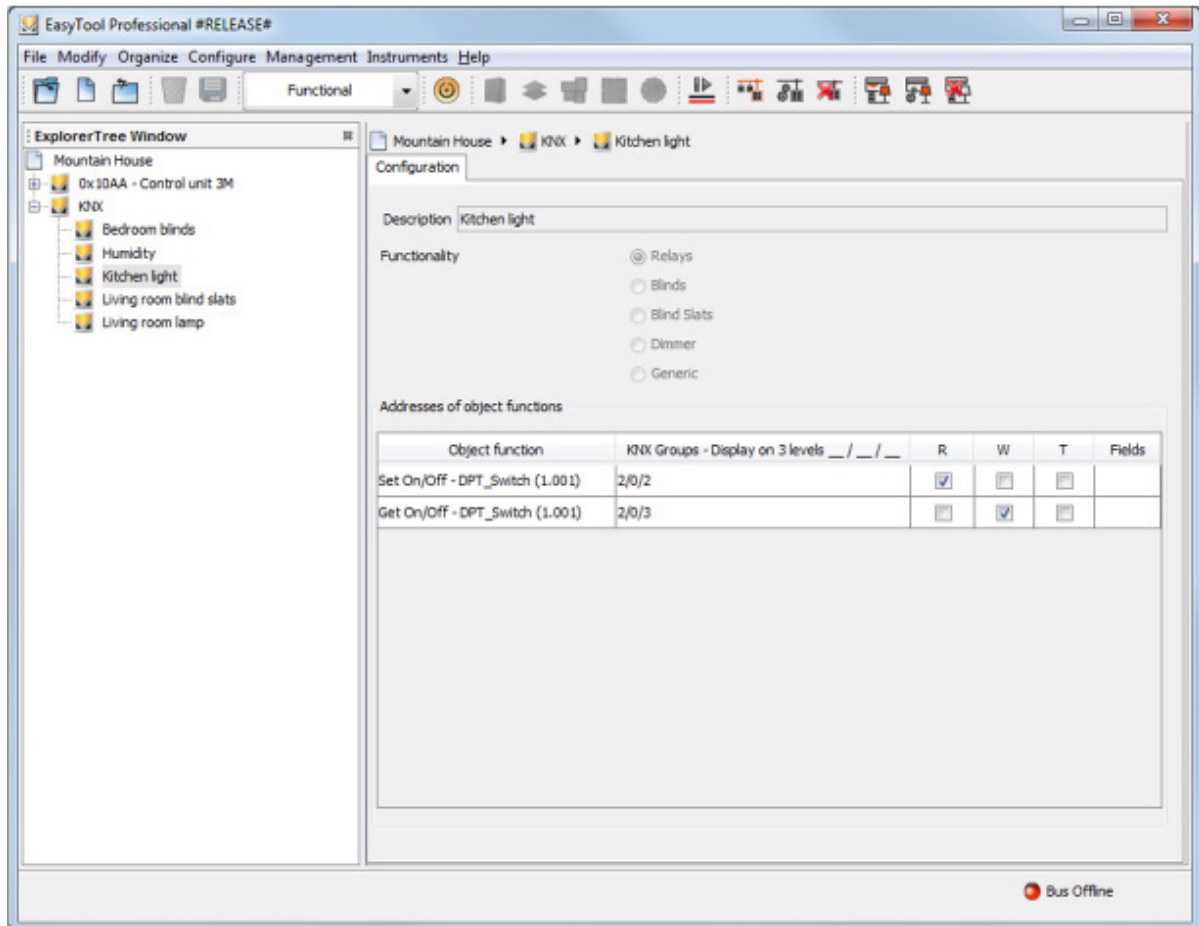 EasyTool Professional #RELEASE#
File Modify Organize Configure Management Instruments Help
Functional
ExplorerTree Window
Mountain House
0x10AA - Control unit 3M
KNX
Bedroom blinds
Humidity
Kitchen light
Living room blind slats
Living room lamp
Mountain House KNX Kitchen light
Configuration
Description Kitchen light
Functionality Relays
Blinds
Blind Slats
Dimmer
Generic
Addresses of object functions
Object function KNX Groups - Display on 3 levels __ / __ / __ R W T Fields
Set On/Off - DPT_Switch (1.001) 2/0/2
Get On/Off - DPT_Switch (1.001) 2/0/3
Bus Offline